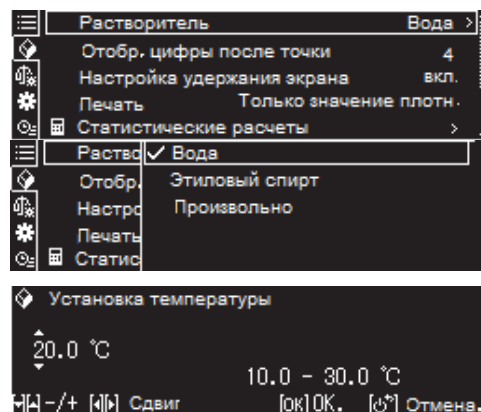 Растворитель Вода >
Отобр. цифры после точки 4
Настройка удержания экрана вкл.
Печать Только значение плотн.
Статистические расчеты >
Раство ✓ Вода
Отобр. Этиловый спирт
Настро Произвольно
Печать
Статис
Установка температуры
20.0 °C
10.0 – 30.0 °C
-/+ Сдвиг [OK] OK. Отмена.